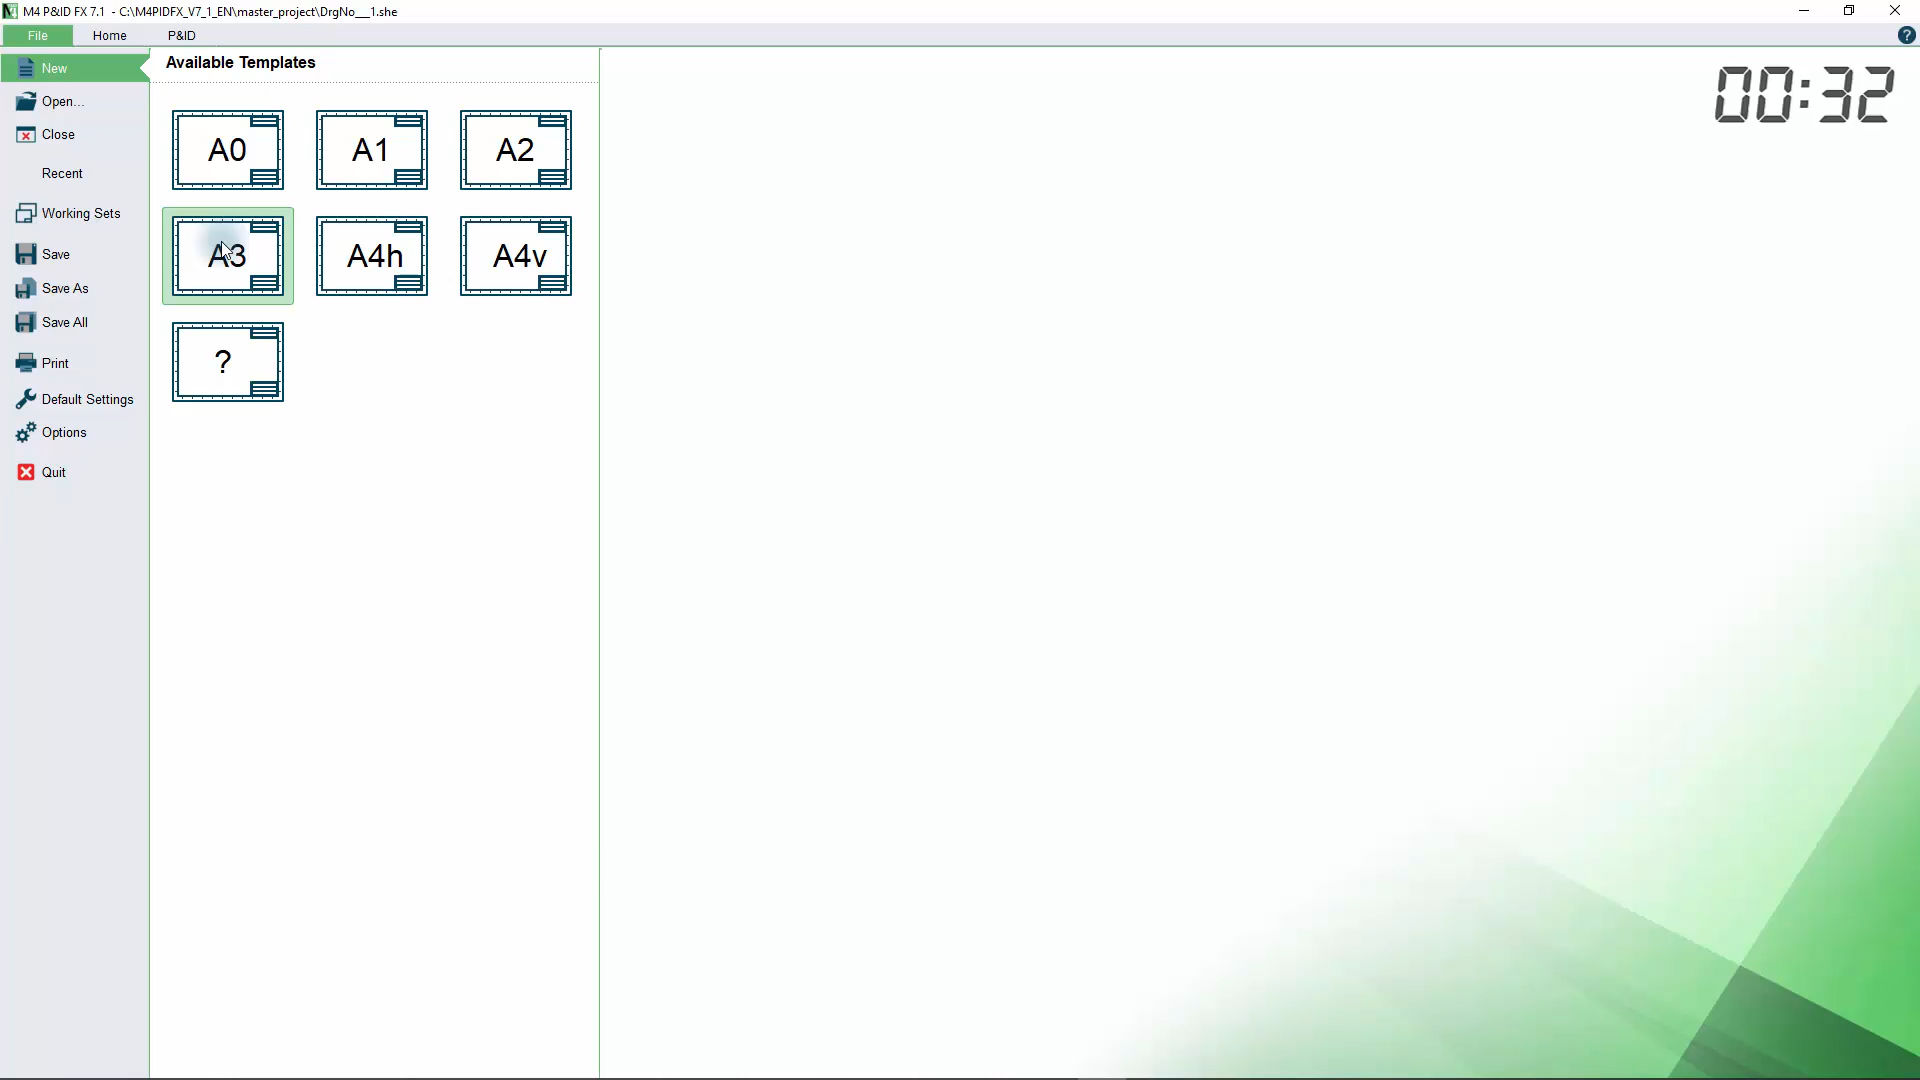 M4 P&ID FX 7.1 - C:\M4PIDFX_V7_1_EN\master_project\DrgNo__1.she
File Home P&ID ?
New
Available Templates
00:32
Open...
Close
Recent
Working Sets
Save
Save As
Save All
Print
Default Settings
Options
Quit
A0 A1 A2
A3 A4h A4v
?